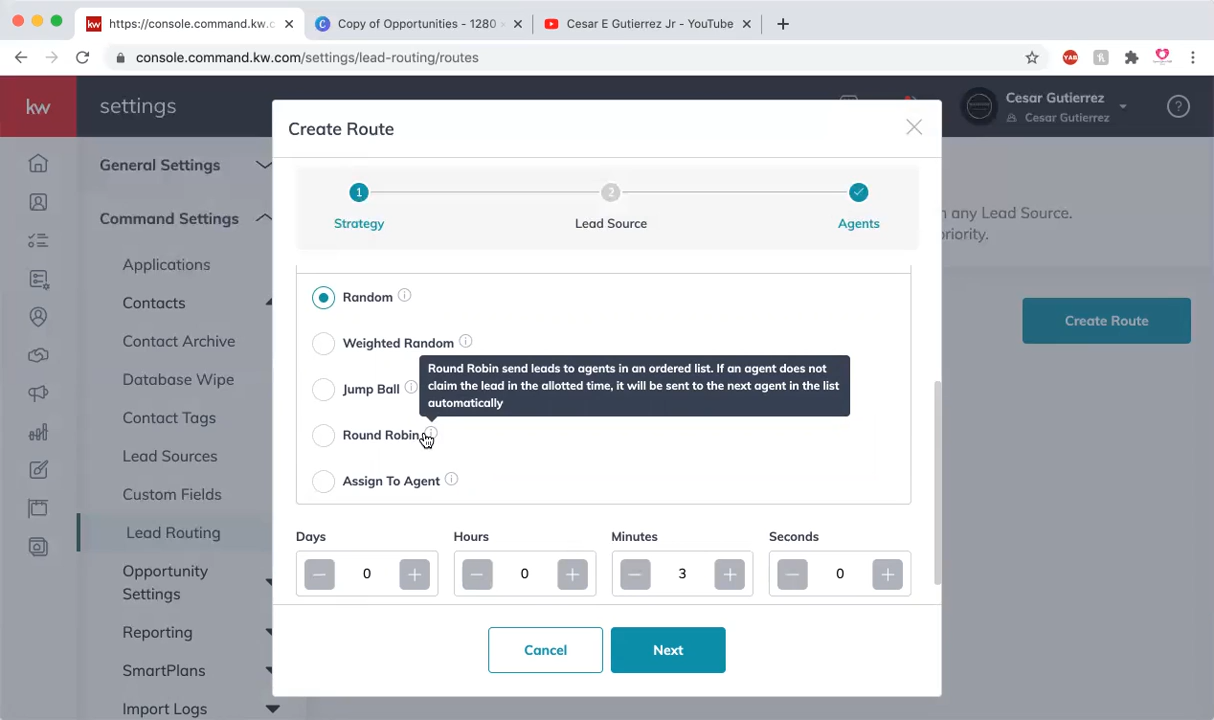 https://console.command.kw.c
Copy of Opportunities - 1280
Cesar E Gutierrez Jr - YouTube
console.command.kw.com/settings/lead-routing/routes
YAB
kw
settings
Cesar Gutierrez
Cesar Gutierrez
General Settings
Command Settings
Applications
Contacts
Contact Archive
Database Wipe
Contact Tags
Lead Sources
Custom Fields
Lead Routing
Opportunity
Settings
Reporting
SmartPlans
Import Logs
n any Lead Source.
priority.
Create Route
Create Route
1
2
Strategy
Lead Source
Agents
Random
Weighted Random
Round Robin send leads to agents in an ordered list. If an agent does not
claim the lead in the allotted time, it will be sent to the next agent in the list
automatically
Jump Ball
Round Robin
Assign To Agent
Days
Hours
Minutes
Seconds
0
0
3
0
Cancel
Next